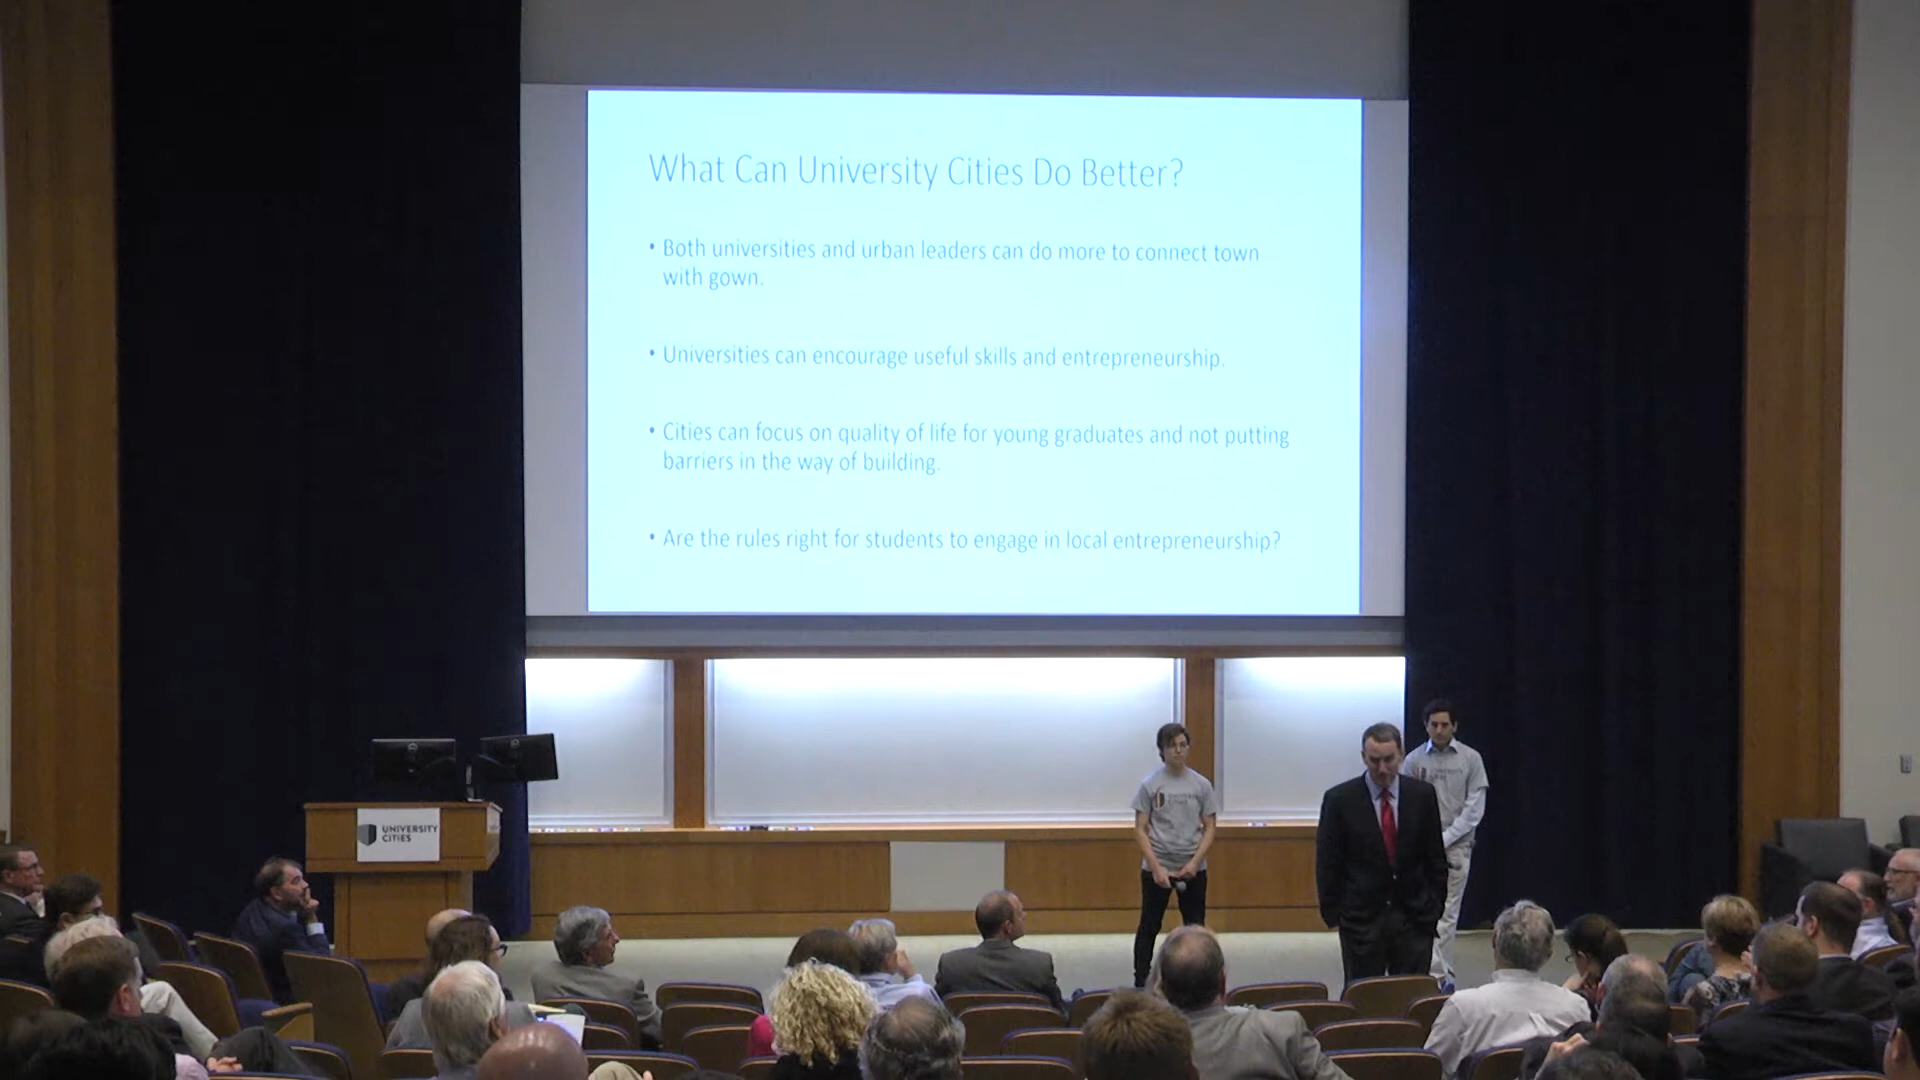 What Can University Cities Do Better?
• Both universities and urban leaders can do more to connect town
with gown.
• Universities can encourage useful skills and entrepreneurship.
• Cities can focus on quality of life for young graduates and not putting
barriers in the way of building.
• Are the rules right for students to engage in local entrepreneurship?
UNIVERSITY
CITIES
UNIVERSITY
CITIES